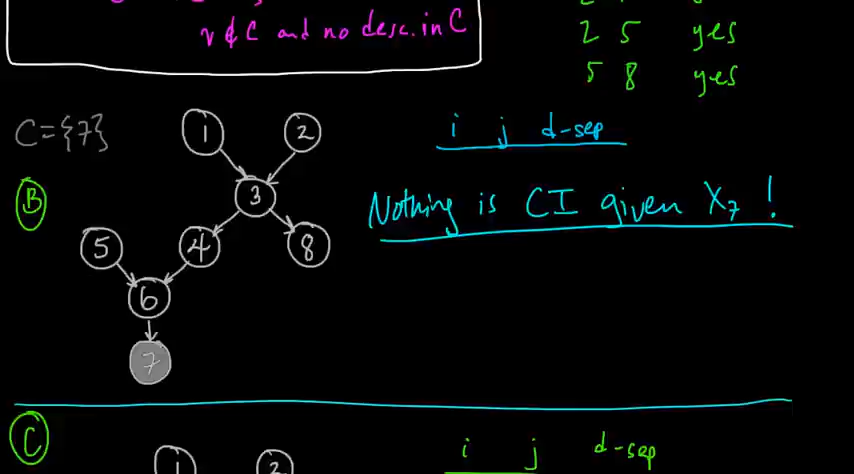 v ∉ C and no desc. in C
2 5 yes
5 8 yes
C={7}
1 2
i j d-sep
B
3
Nothing is CI given X₇ !
5 4 8
6
7
C
i j d-sep
1 2